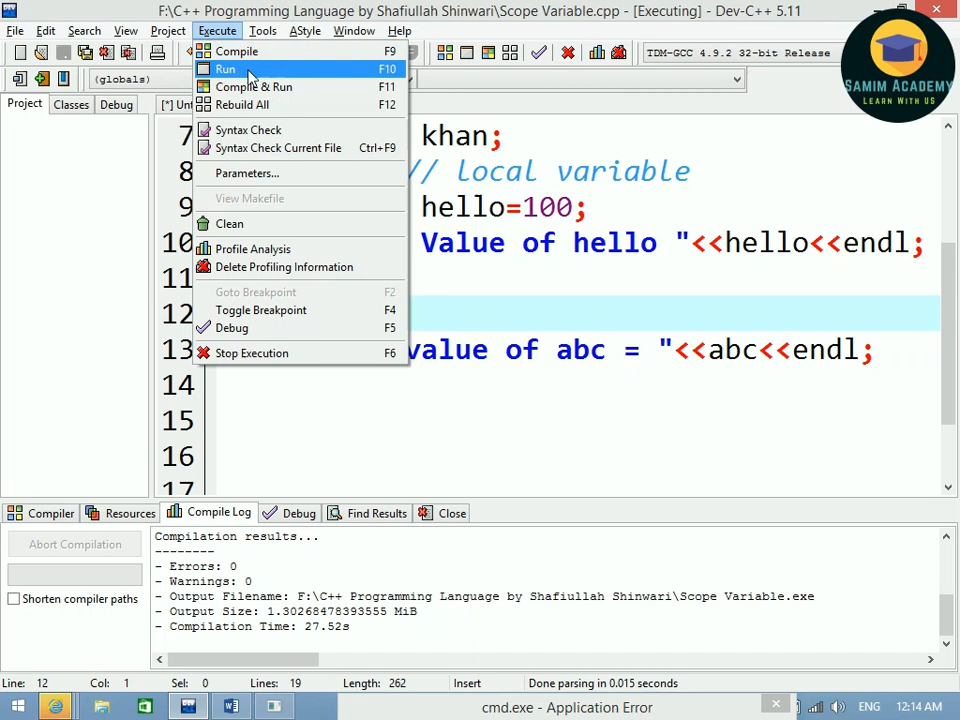 F:\C++ Programming Language by Shafiullah Shinwari\Scope Variable.cpp - [Executing] - Dev-C++ 5.11
File Edit Search View Project Execute Tools AStyle Window Help
TDM-GCC 4.9.2 32-bit Release
(globals)
SAMIM ACADEMY
LEARN WITH US
Project Classes Debug [*] Unt
Compile F9
Run F10
Compile & Run F11
Rebuild All F12
Syntax Check
Syntax Check Current File Ctrl+F9
Parameters...
View Makefile
Clean
Profile Analysis
Delete Profiling Information
Goto Breakpoint F2
Toggle Breakpoint F4
Debug F5
Stop Execution F6
7 khan;
8 // local variable
9 hello=100;
10 Value of hello "<<hello<<endl;
11
12
13 value of abc = "<<abc<<endl;
14
15
16
17
Compiler Resources Compile Log Debug Find Results Close
Abort Compilation
Shorten compiler paths
Compilation results...
--------
- Errors: 0
- Warnings: 0
- Output Filename: F:\C++ Programming Language by Shafiullah Shinwari\Scope Variable.exe
- Output Size: 1.30268478393555 MiB
- Compilation Time: 27.52s
Line: 12 Col: 1 Sel: 0 Lines: 19 Length: 262 Insert Done parsing in 0.015 seconds
cmd.exe - Application Error
ENG 12:14 AM